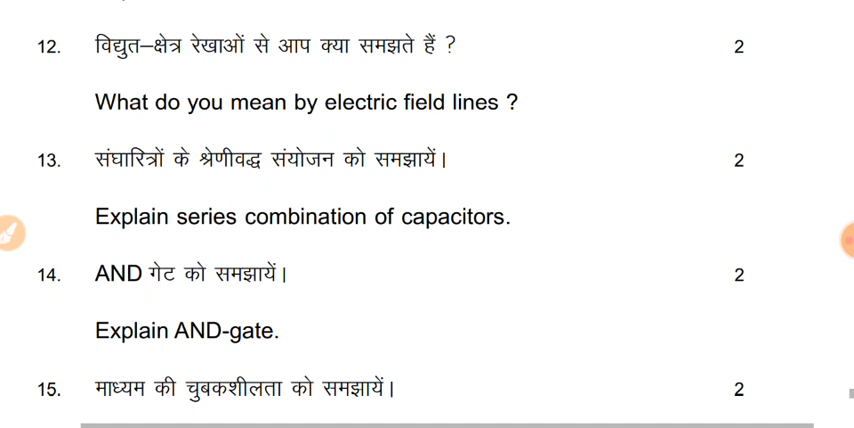 12. विद्युत–क्षेत्र रेखाओं से आप क्या समझते हैं ? 2
What do you mean by electric field lines ?
13. संघारित्रों के श्रेणीवद्ध संयोजन को समझायें। 2
Explain series combination of capacitors.
14. AND गेट को समझायें। 2
Explain AND-gate.
15. माध्यम की चुबकशीलता को समझायें। 2